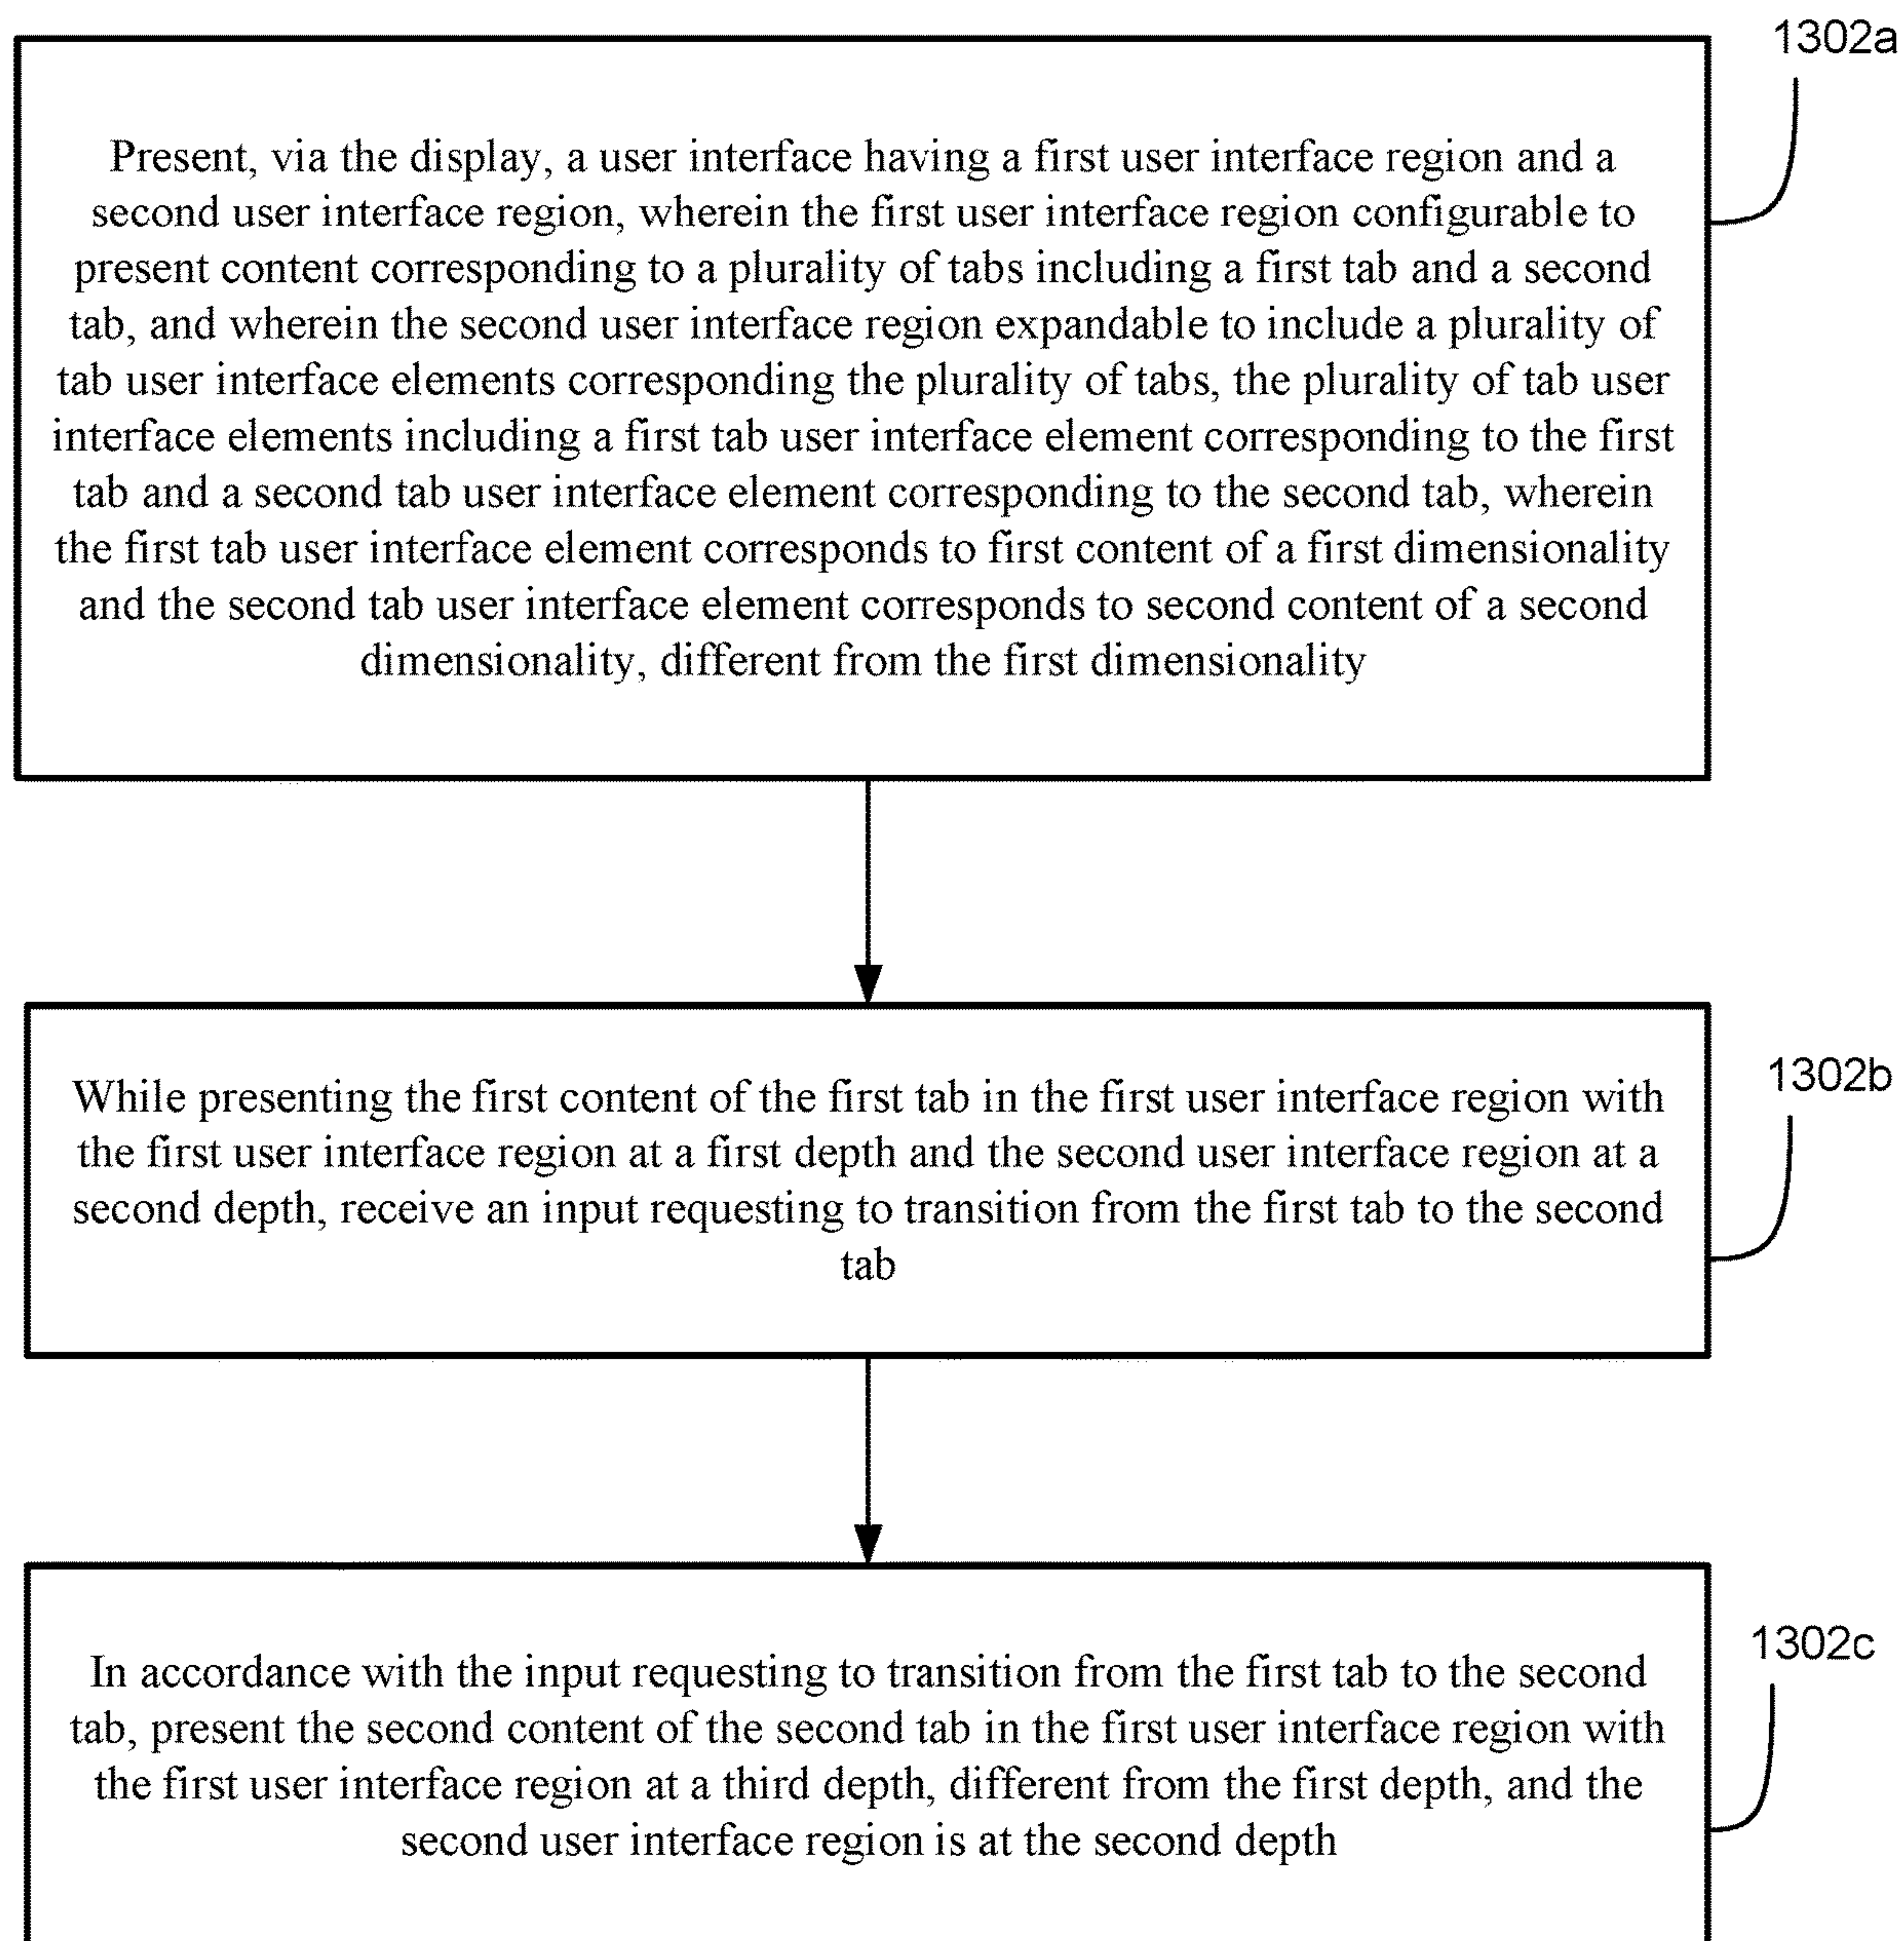 1302a
Present, via the display, a user interface having a first user interface region and a
second user interface region, wherein the first user interface region configurable to
present content corresponding to a plurality of tabs including a first tab and a second
tab, and wherein the second user interface region expandable to include a plurality of
tab user interface elements corresponding the plurality of tabs, the plurality of tab user
interface elements including a first tab user interface element corresponding to the first
tab and a second tab user interface element corresponding to the second tab, wherein
the first tab user interface element corresponds to first content of a first dimensionality
and the second tab user interface element corresponds to second content of a second
dimensionality, different from the first dimensionality
1302b
While presenting the first content of the first tab in the first user interface region with
the first user interface region at a first depth and the second user interface region at a
second depth, receive an input requesting to transition from the first tab to the second
tab
1302c
In accordance with the input requesting to transition from the first tab to the second
tab, present the second content of the second tab in the first user interface region with
the first user interface region at a third depth, different from the first depth, and the
second user interface region is at the second depth